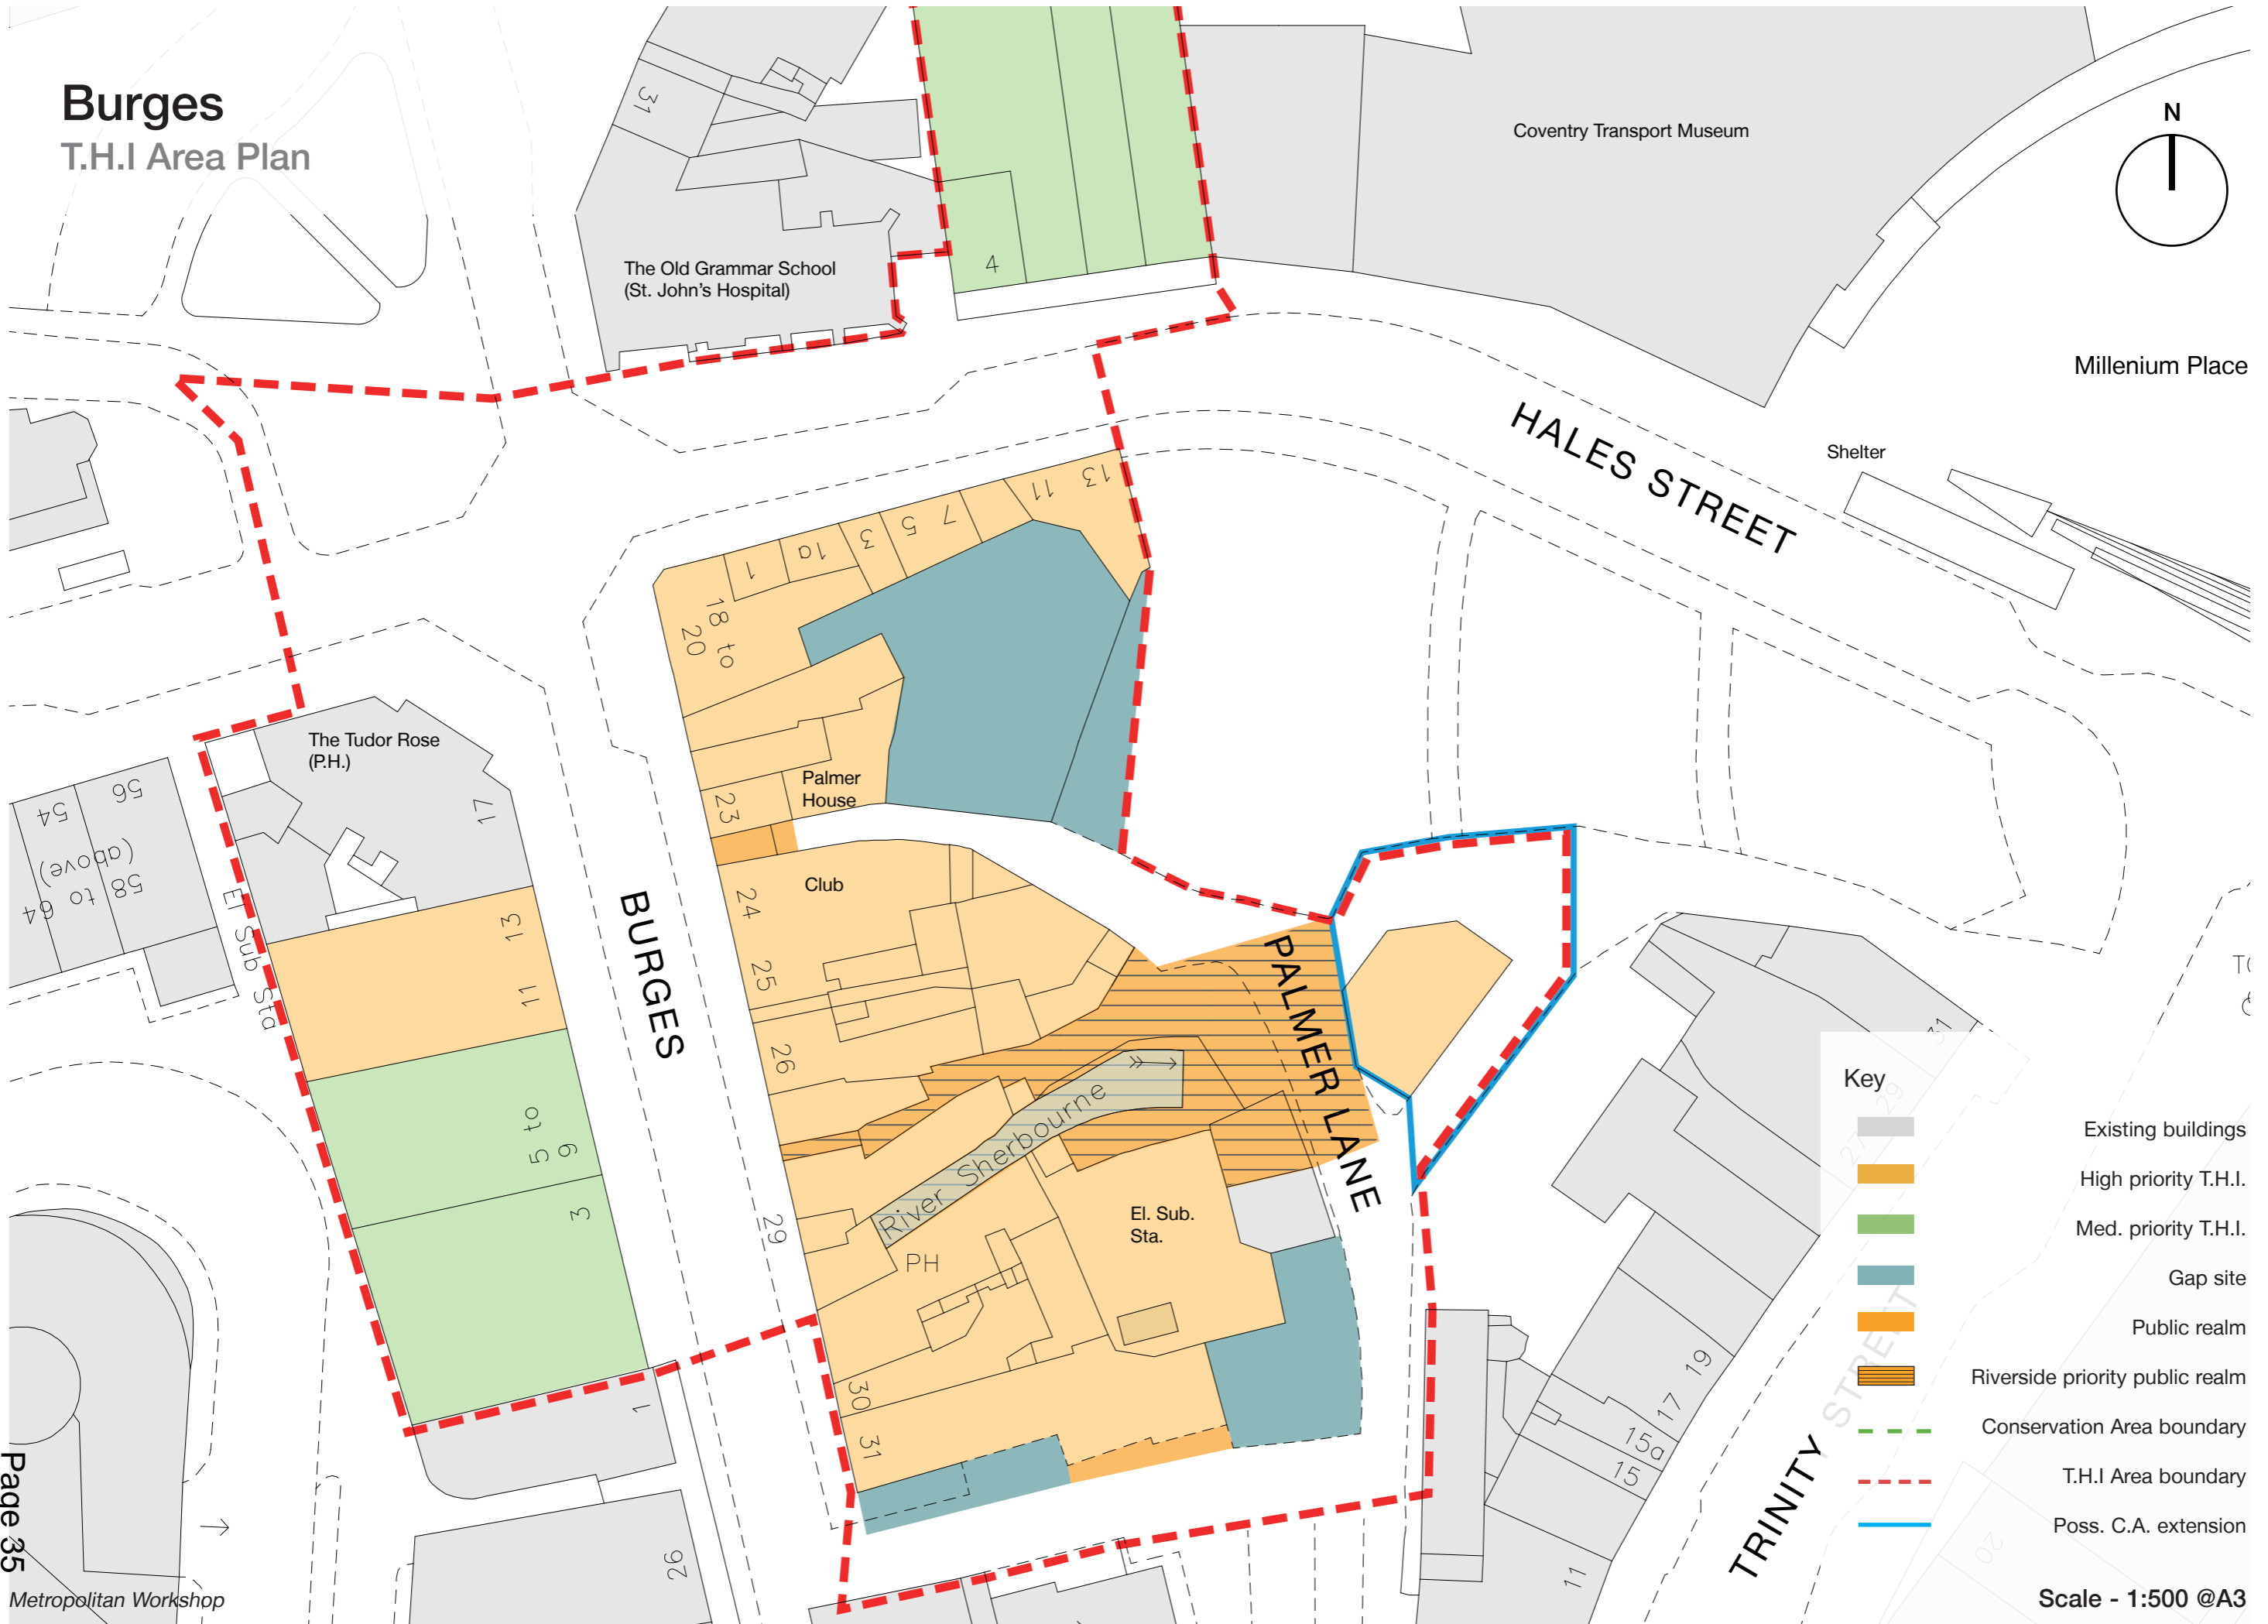 Burges
T.H.I Area Plan
N
31
Coventry Transport Museum
The Old Grammar School
(St. John's Hospital)
4
Millenium Place
HALES STREET
Shelter
13
11
7
5
3
1a
1
18 to
20
The Tudor Rose
(P.H.)
17
56
54
(above)
58 to 64
El Sub Sta
Palmer
House
23
Club
24
25
26
BURGES
13
11
5 to
9
3
1
PALMER LANE
River Sherbourne
29
PH
El. Sub.
Sta.
30
31
26
31
29
27
19
17
15a
15
11
20
TRINITY STREET
Key
Existing buildings
High priority T.H.I.
Med. priority T.H.I.
Gap site
Public realm
Riverside priority public realm
Conservation Area boundary
T.H.I Area boundary
Poss. C.A. extension
Page 35
Metropolitan Workshop
Scale - 1:500 @A3